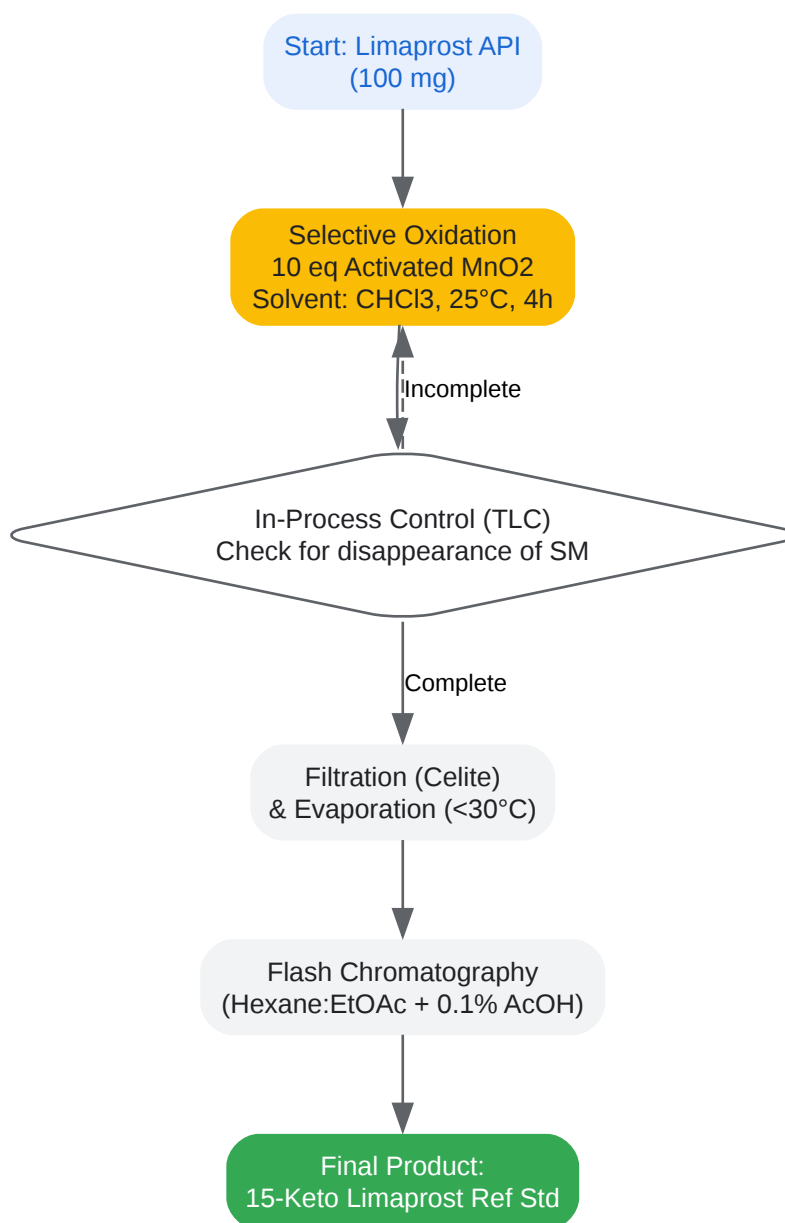 Start: Limaprost API
(100 mg)
Selective Oxidation
10 eq Activated MnO2
Solvent: CHCl3, 25°C, 4h
Incomplete
In-Process Control (TLC)
Check for disappearance of SM
Complete
Filtration (Celite)
& Evaporation (<30°C)
Flash Chromatography
(Hexane:EtOAc + 0.1% AcOH)
Final Product:
15-Keto Limaprost Ref Std